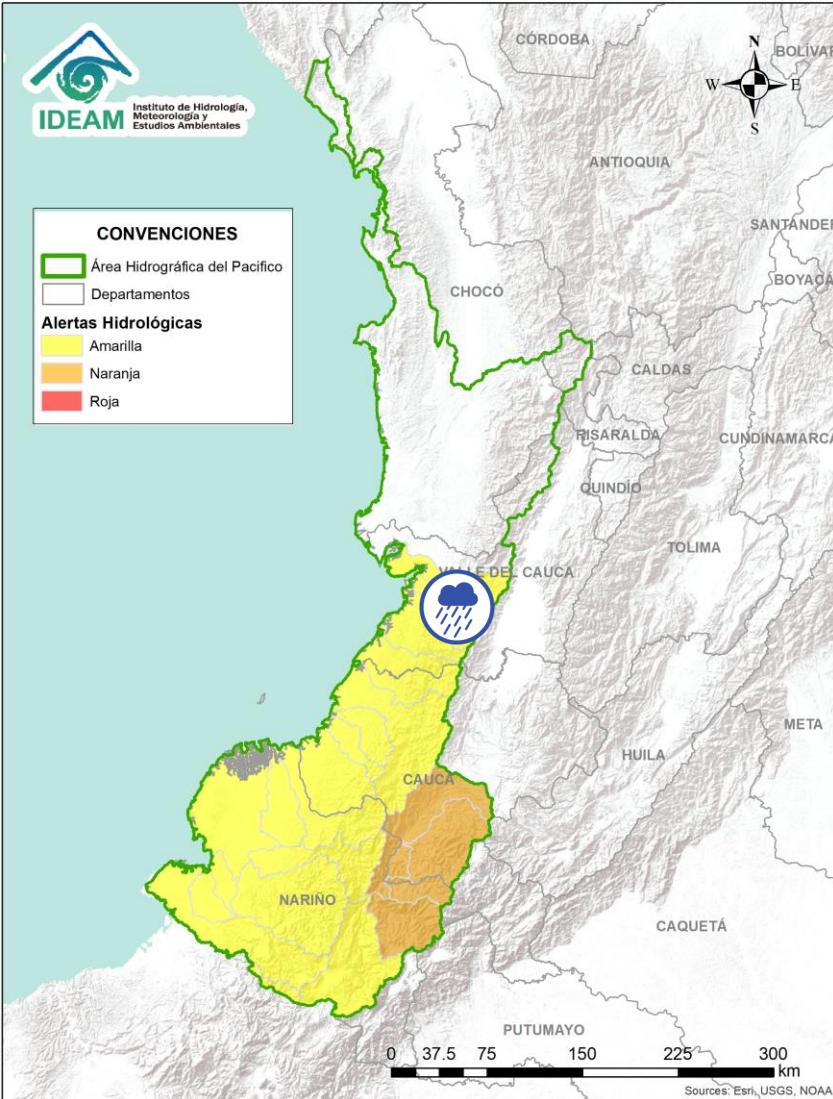 IDEAM
Instituto de Hidrología,
Meteorología y
Estudios Ambientales
CÓRDOBA
BOLÍVAR
N
W
E
S
ANTIOQUIA
SANTANDER
CONVENCIONES
Área Hidrográfica del Pacifico
Departamentos
Alertas Hidrológicas
Amarilla
Naranja
Roja
BOYACÁ
CHOCÓ
CALDAS
RISARALDA
CUNDINAMARCA
QUINDÍO
TOLIMA
VALLE DEL CAUCA
META
HUILA
CAUCA
NARIÑO
CAQUETÁ
PUTUMAYO
0 37.5 75 150 225 300
km
Sources: Esri, USGS, NOAA